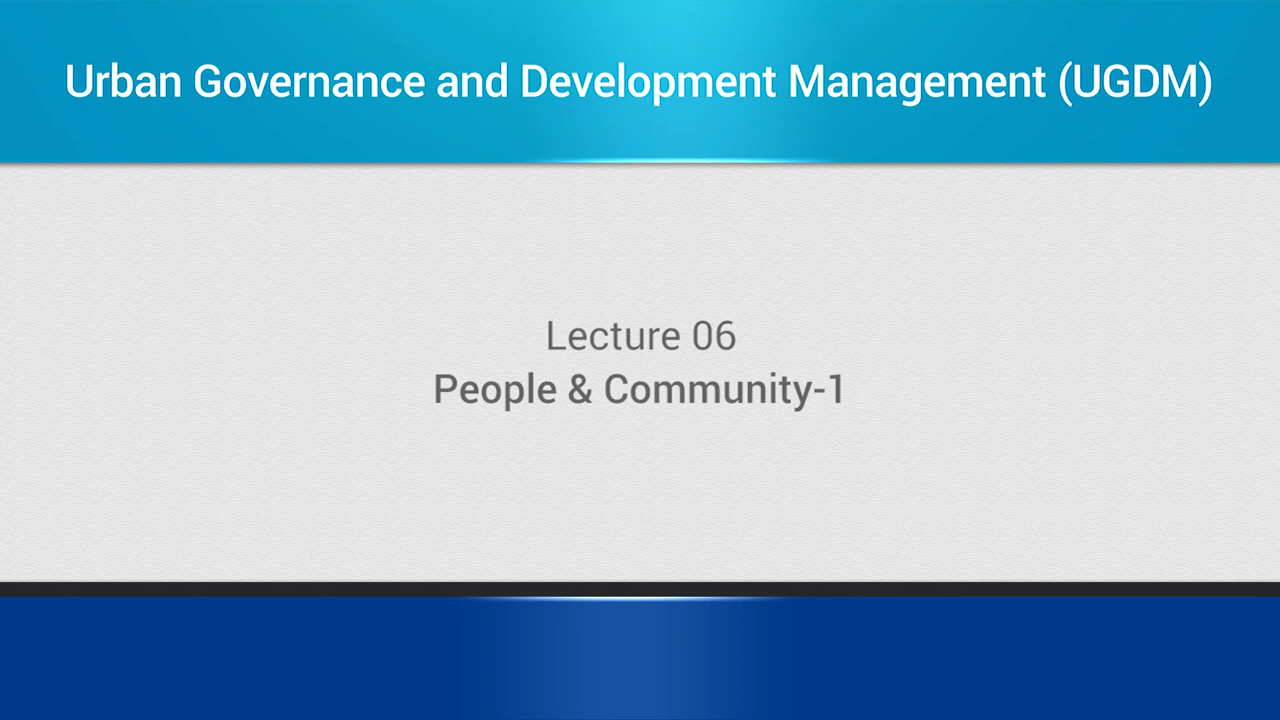 Urban Governance and Development Management (UGDM)
Lecture 06
People & Community-1